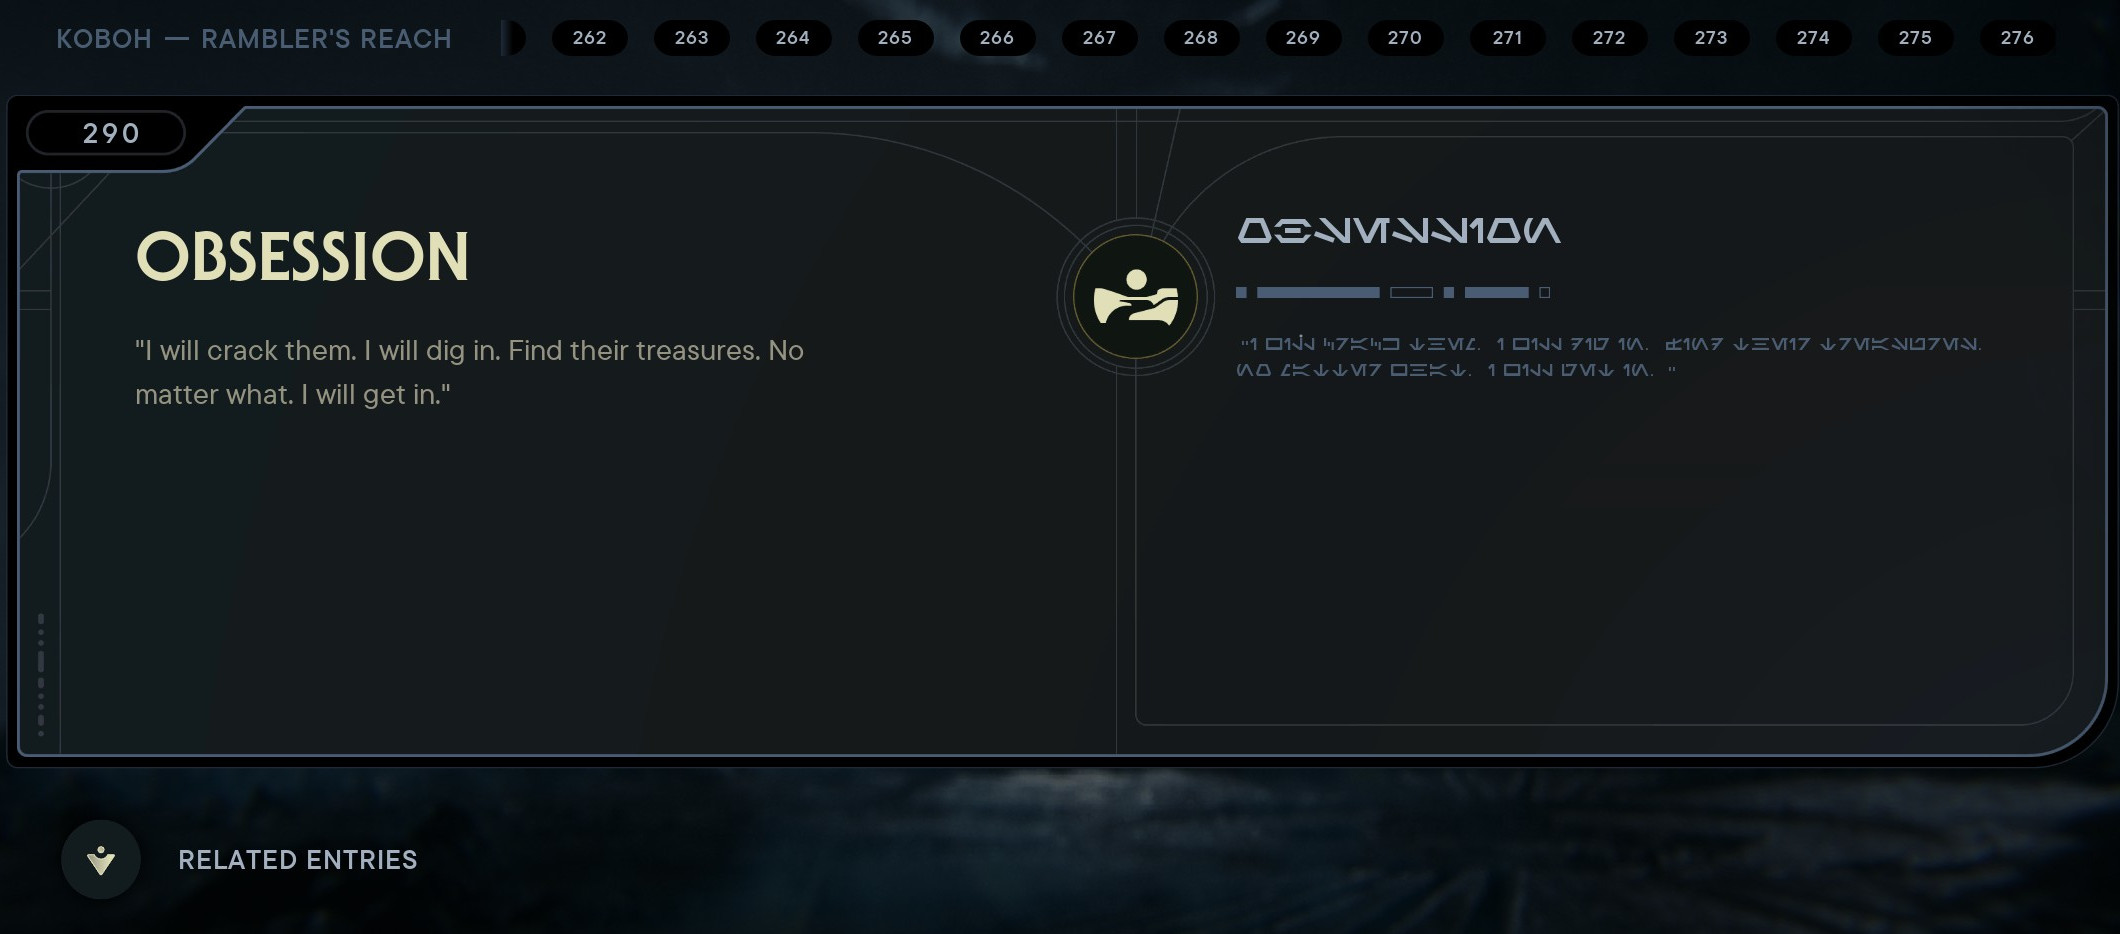 KOBOH — RAMBLER'S REACH
262 263 264 265 266 267 268 269 270 271 272 273 274 275 276
290
OBSESSION
"I will crack them. I will dig in. Find their treasures. No
matter what. I will get in."
RELATED ENTRIES